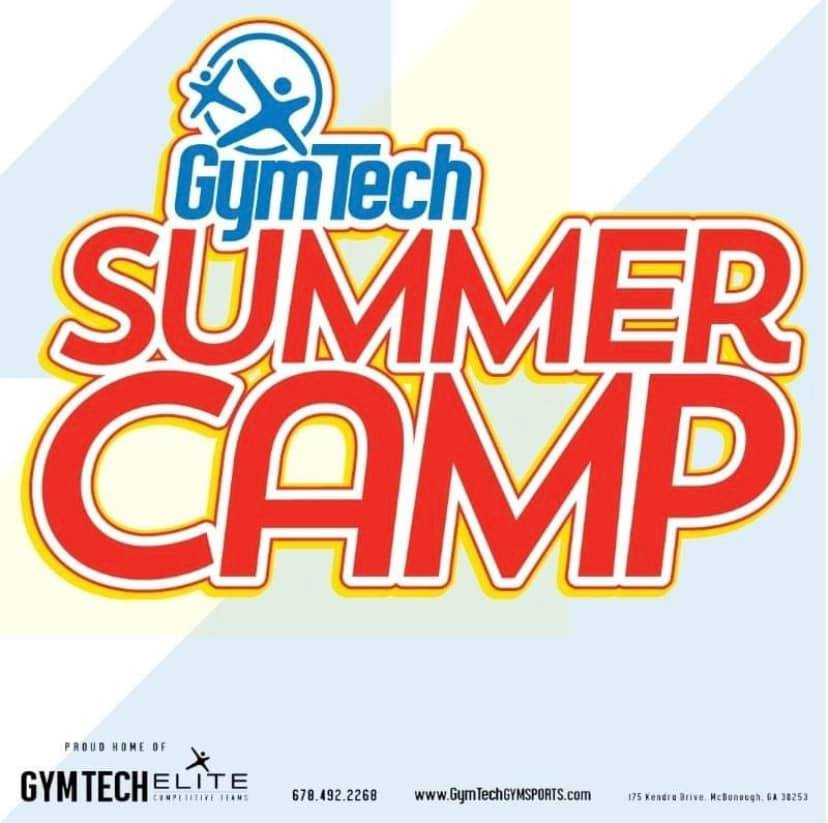 GymTech
SUMMER
CAMP
PROUD HOME OF
GYMTECH ELITE
COMPETITIVE TEAMS
678.492.2268
www.GymTechGYMSPORTS.com
175 Kendra Drive. McDonough, GA 30253